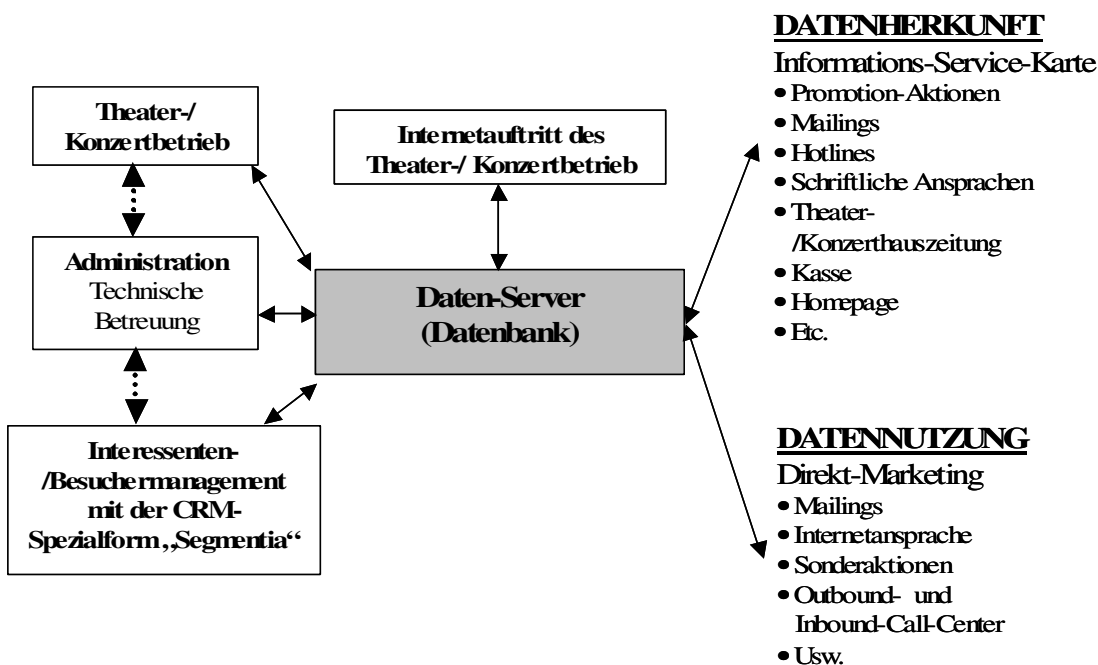 Theater-/
Konzertbetrieb
Internetauftritt des
Theater-/ Konzertbetrieb
Administration
Technische
Betreuung
Daten-Server
(Datenbank)
Interessenten-
/Besuchermanagement
mit der CRM-
Spezialform „Segmentia“
DATENHERKUNFT
Informations-Service-Karte
• Promotion-Aktionen
• Mailings
• Hotlines
• Schriftliche Ansprachen
• Theater-
/Konzerthauszeitung
• Kasse
• Homepage
• Etc.
DATENNUTZUNG
Direkt-Marketing
• Mailings
• Internetansprache
• Sonderaktionen
• Outbound- und
Inbound-Call-Center
• Usw.